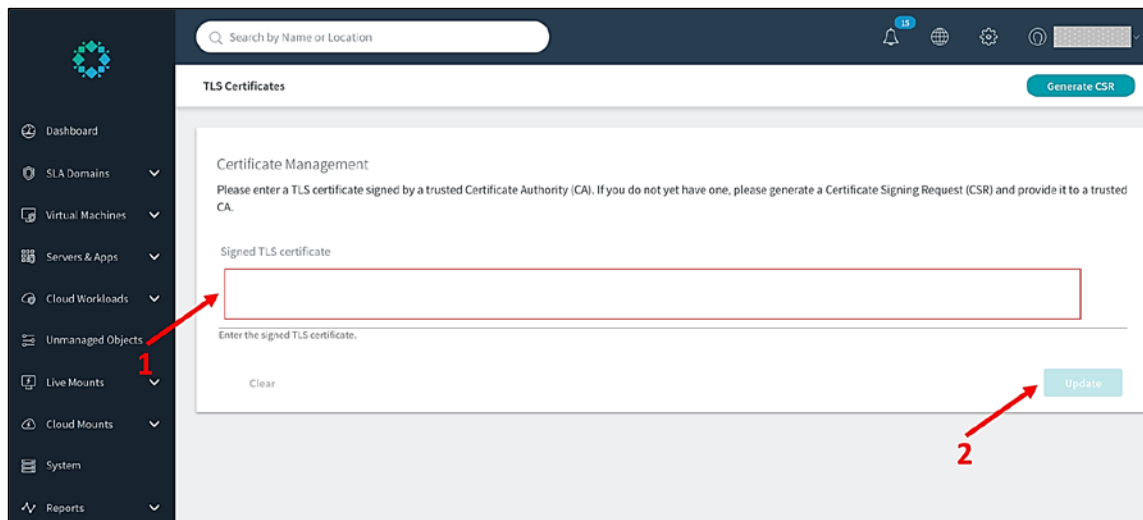 Search by Name or Location
15
TLS Certificates
Generate CSR
Dashboard
SLA Domains
Virtual Machines
Servers & Apps
Cloud Workloads
Unmanaged Objects
Live Mounts
Cloud Mounts
System
Reports
Certificate Management
Please enter a TLS certificate signed by a trusted Certificate Authority (CA). If you do not yet have one, please generate a Certificate Signing Request (CSR) and provide it to a trusted
CA.
Signed TLS certificate
1
Enter the signed TLS certificate.
Clear
Update
2